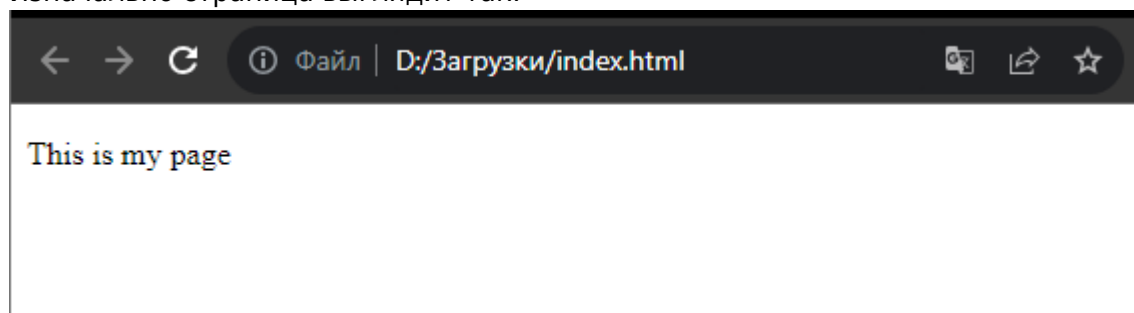 Изначально страница выглядит так:
Файл | D:/Загрузки/index.html
This is my page